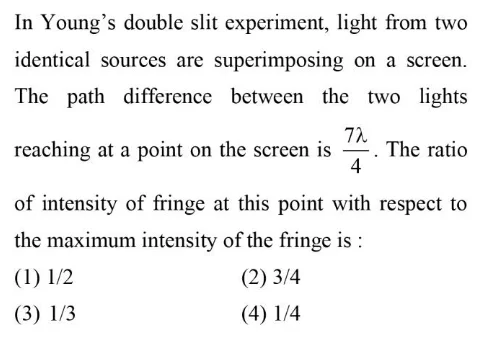 In Young's double slit experiment, light from two
identical sources are superimposing on a screen.
The path difference between the two lights
reaching at a point on the screen is 7λ/4. The ratio
of intensity of fringe at this point with respect to
the maximum intensity of the fringe is :
(1) 1/2 (2) 3/4
(3) 1/3 (4) 1/4